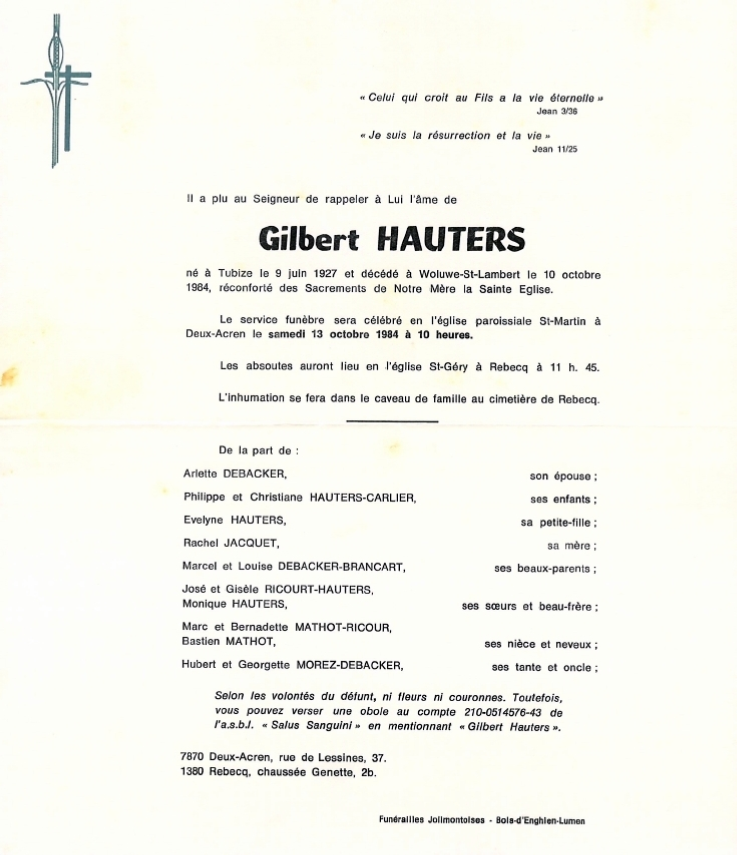 « Celui qui croit au Fils a la vie éternelle »
Jean 3/36
« Je suis la résurrection et la vie »
Jean 11/25
Il a plu au Seigneur de rappeler à Lui l'âme de
Gilbert HAUTERS
né à Tubize le 9 juin 1927 et décédé à Woluwe-St-Lambert le 10 octobre
1984, réconforté des Sacrements de Notre Mère la Sainte Eglise.
Le service funèbre sera célébré en l'église paroissiale St-Martin à
Deux-Acren le samedi 13 octobre 1984 à 10 heures.
Les absoutes auront lieu en l'église St-Géry à Rebecq à 11 h. 45.
L'inhumation se fera dans le caveau de famille au cimetière de Rebecq.
De la part de :
Arlette DEBACKER, son épouse ;
Philippe et Christiane HAUTERS-CARLIER, ses enfants ;
Evelyne HAUTERS, sa petite-fille ;
Rachel JACQUET, sa mère ;
Marcel et Louise DEBACKER-BRANCART, ses beaux-parents ;
José et Gisèle RICOURT-HAUTERS,
Monique HAUTERS, ses sœurs et beau-frère ;
Marc et Bernadette MATHOT-RICOUR,
Bastien MATHOT, ses nièce et neveux ;
Hubert et Georgette MOREZ-DEBACKER, ses tante et oncle ;
Selon les volontés du défunt, ni fleurs ni couronnes. Toutefois,
vous pouvez verser une obole au compte 210-0514576-43 de
l'a.s.b.l. « Salus Sanguini » en mentionnant « Gilbert Hauters ».
7870 Deux-Acren, rue de Lessines, 37.
1380 Rebecq, chaussée Genette, 2b.
Funérailles Jolimontoises - Bois-d'Enghien-Lumen